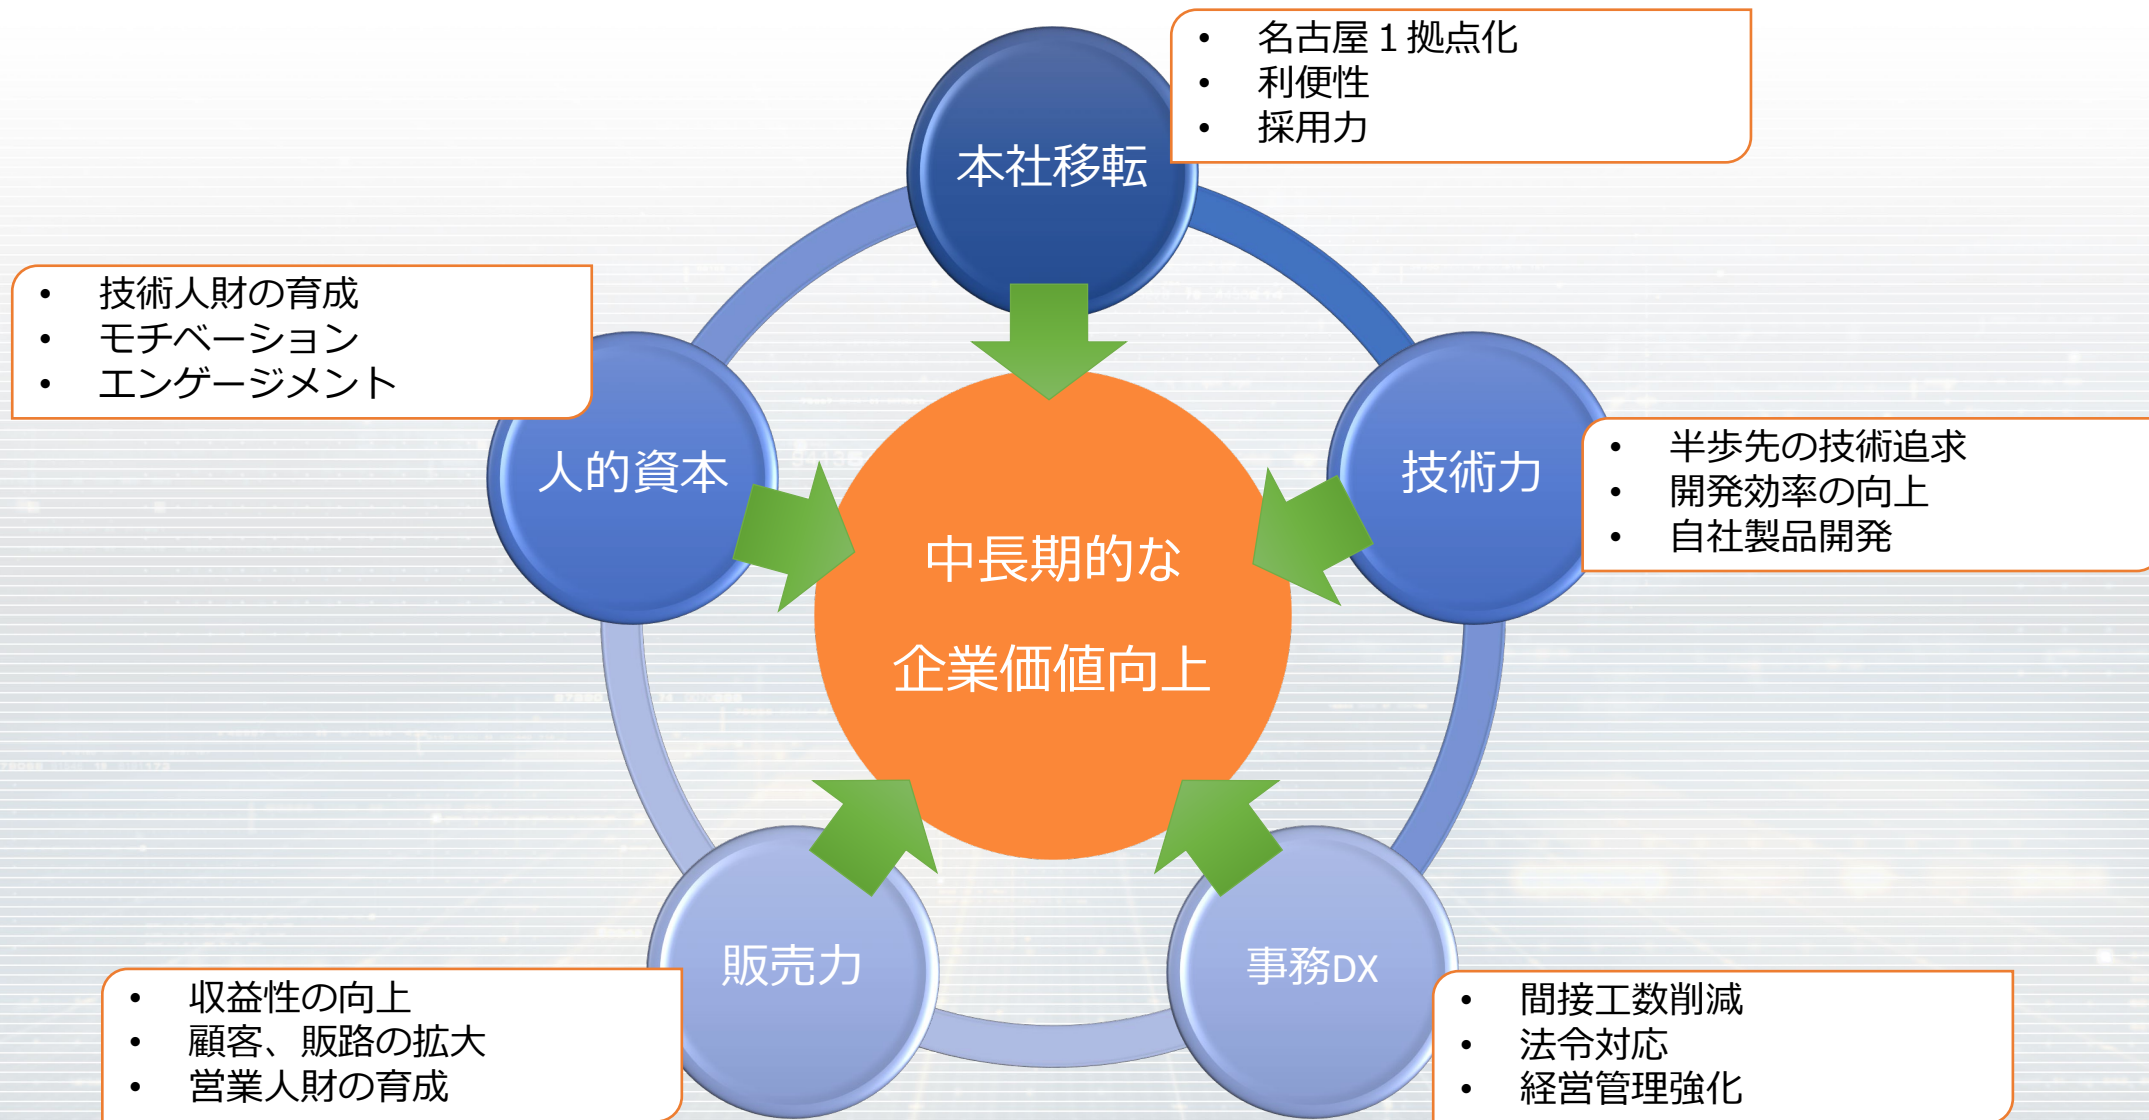 本社移転
• 名古屋１拠点化
• 利便性
• 採用力
技術力
• 半歩先の技術追求
• 開発効率の向上
• 自社製品開発
事務DX
• 間接工数削減
• 法令対応
• 経営管理強化
販売力
• 収益性の向上
• 顧客、販路の拡大
• 営業人財の育成
人的資本
• 技術人財の育成
• モチベーション
• エンゲージメント
中長期的な
企業価値向上